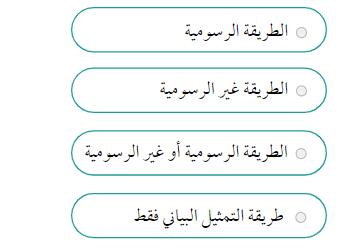 الطريقة الرسومية
الطريقة غير الرسومية
الطريقة الرسومية أو غير الرسومية
طريقة التمثيل البياني فقط